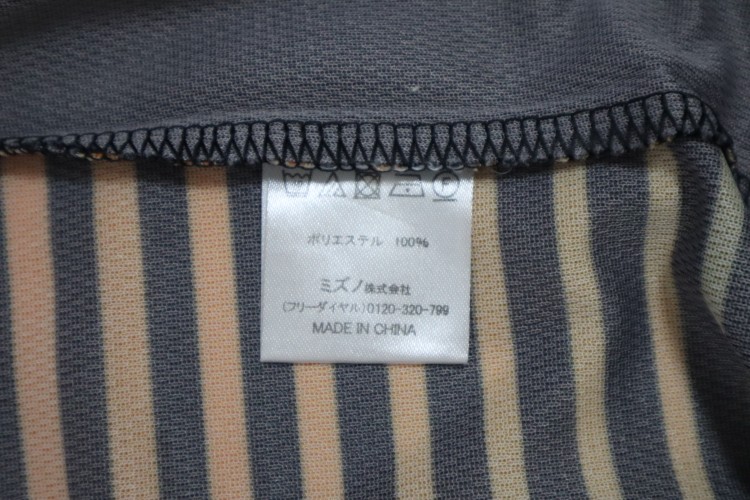 ポリエステル 100%
ミズノ株式会社
(フリーダイヤル)0120-320-799
MADE IN CHINA